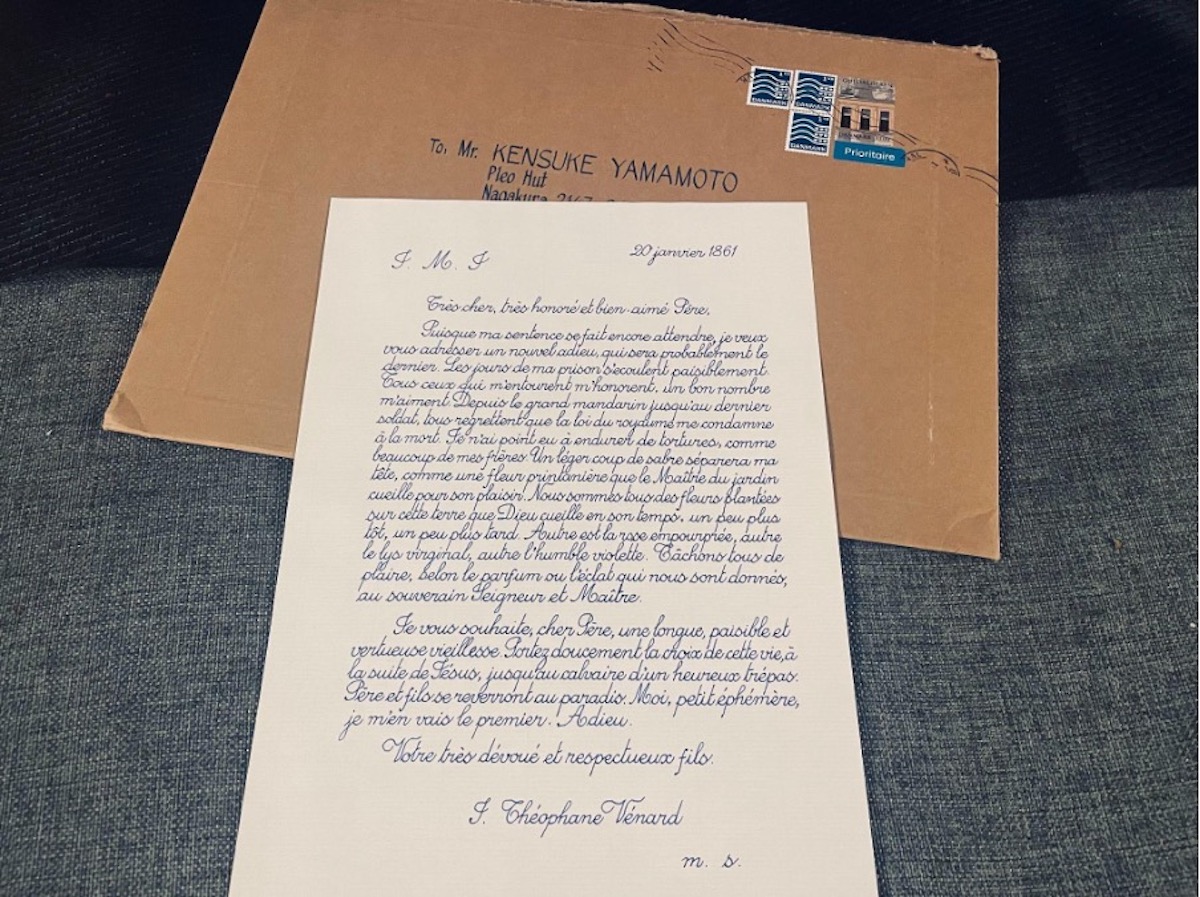 To, Mr. KENSUKE YAMAMOTO
Pleo Hut
Nagakura
DANMARK
DANMARK
DANMARK
Prioritaire
J. M. J
20 janvier 1861
Très cher, très honoré et bien-aimé Père,
Puisque ma sentence se fait encore attendre, je veux
vous adresser un nouvel adieu, qui sera probablement le
dernier. Les jours de ma prison s'écoulent paisiblement.
Tous ceux qui m'entourent m'honorent, un bon nombre
m'aiment. Depuis le grand mandarin jusqu'au dernier
soldat, tous regrettent que la loi du royaume me condamne
à la mort. Je n'ai point eu à endurer de tortures, comme
beaucoup de mes frères. Un léger coup de sabre séparera ma
tête, comme une fleur printanière que le Maître du jardin
cueille pour son plaisir. Nous sommes tous des fleurs plantées
sur cette terre que Dieu cueille en son temps, un peu plus
tôt, un peu plus tard. Autre est la rose empourprée, autre
le lys virginal, autre l'humble violette. Tâchons tous de
plaire, selon le parfum ou l'éclat qui nous sont donnés,
au souverain Seigneur et Maître.
Je vous souhaite, cher Père, une longue, paisible et
vertueuse vieillesse. Portez doucement la croix de cette vie, à
la suite de Jésus, jusqu'au calvaire d'un heureux trépas.
Père et fils se reverront au paradis. Moi, petit éphémère,
je m'en vais le premier. Adieu.
Votre très dévoué et respectueux fils.
J. Théophane Vénard
m. s.